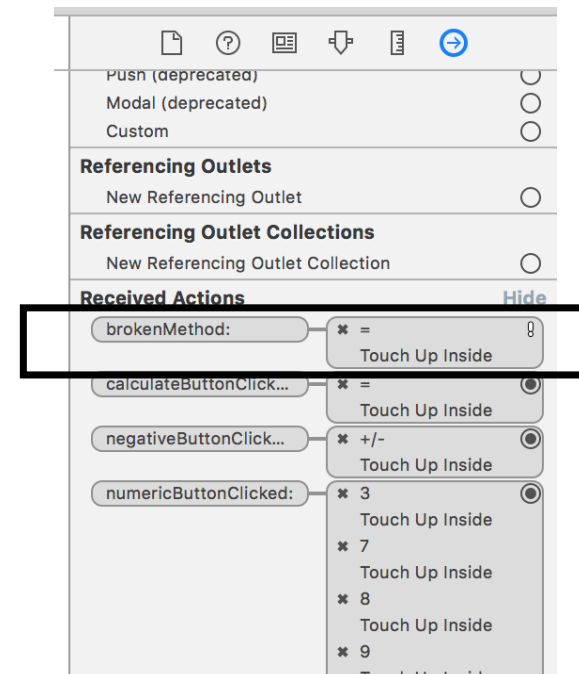 Push (deprecated)
Modal (deprecated)
Custom
Referencing Outlets
New Referencing Outlet
Referencing Outlet Collections
New Referencing Outlet Collection
Received Actions Hide
brokenMethod: ✖ = !
Touch Up Inside
calculateButtonClick... ✖ =
Touch Up Inside
negativeButtonClick... ✖ +/-
Touch Up Inside
numericButtonClicked: ✖ 3
Touch Up Inside
✖ 7
Touch Up Inside
✖ 8
Touch Up Inside
✖ 9